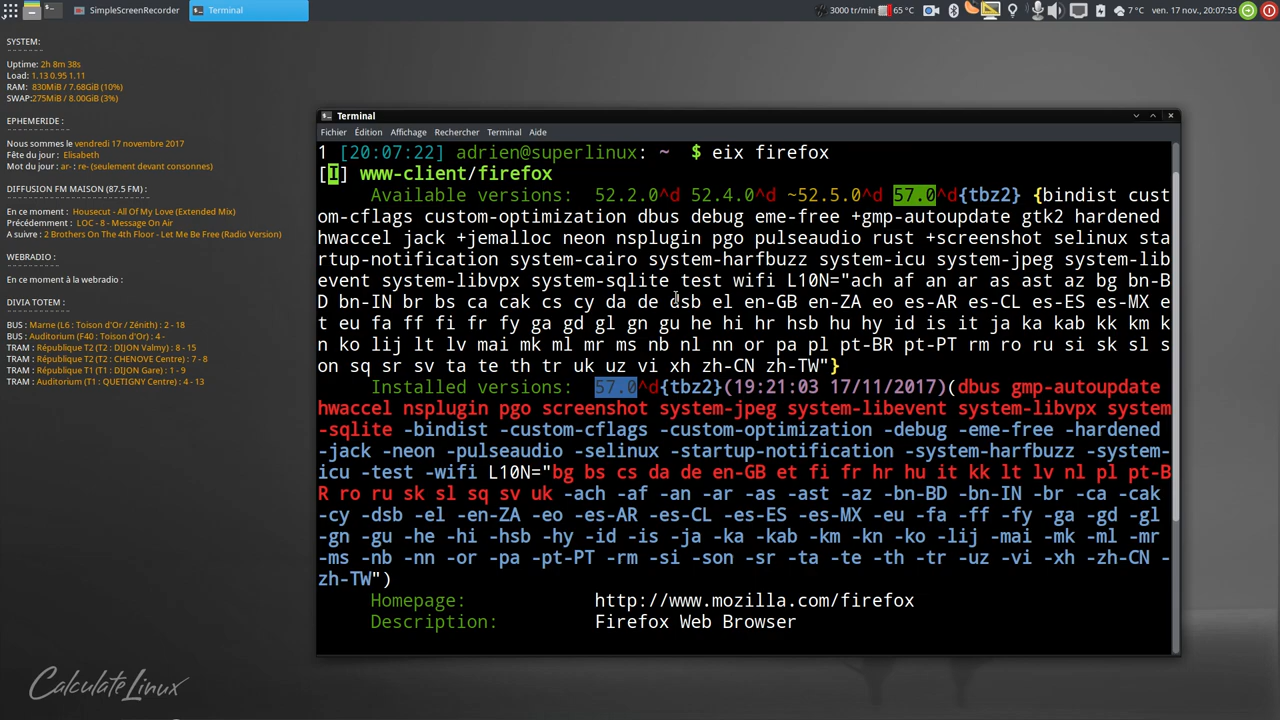 SimpleScreenRecorder
Terminal
3000 tr/min
65 °C
7 °C
ven. 17 nov., 20:07:53
SYSTEM:
Uptime: 2h 8m 38s
Load: 1.13 0.95 1.11
RAM: 830MiB / 7.68GiB (10%)
SWAP:275MiB / 8.00GiB (3%)
EPHEMERIDE :
Nous sommes le vendredi 17 novembre 2017
Fête du jour : Elisabeth
Mot du jour : ar- : re- (seulement devant consonnes)
DIFFUSION FM MAISON (87.5 FM) :
En ce moment : Housecut - All Of My Love (Extended Mix)
Précédemment : LOC - 8 - Message On Air
A suivre : 2 Brothers On The 4th Floor - Let Me Be Free (Radio Version)
WEBRADIO :
En ce moment à la webradio :
DIVIA TOTEM :
BUS : Marne (L6 : Toison d'Or / Zénith) : 2 - 18
BUS : Auditorium (F40 : Toison d'Or) : 4 -
TRAM : République T2 (T2 : DIJON Valmy) : 8 - 15
TRAM : République T2 (T2 : CHENOVE Centre) : 7 - 8
TRAM : République T1 (T1 : DIJON Gare) : 1 - 9
TRAM : Auditorium (T1 : QUETIGNY Centre) : 4 - 13
Calculate Linux
Terminal
Fichier Édition Affichage Rechercher Terminal Aide
1 [20:07:22] adrien@superlinux: ~ $ eix firefox
[I] www-client/firefox
Available versions: 52.2.0^d 52.4.0^d ~52.5.0^d 57.0^d{tbz2} {bindist cust
om-cflags custom-optimization dbus debug eme-free +gmp-autoupdate gtk2 hardened
hwaccel jack +jemalloc neon nsplugin pgo pulseaudio rust +screenshot selinux sta
rtup-notification system-cairo system-harfbuzz system-icu system-jpeg system-lib
event system-libvpx system-sqlite test wifi L10N="ach af an ar as ast az bg bn-B
D bn-IN br bs ca cak cs cy da de dsb el en-GB en-ZA eo es-AR es-CL es-ES es-MX e
t eu fa ff fi fr fy ga gd gl gn gu he hi hr hsb hu hy id is it ja ka kab kk km k
n ko lij lt lv mai mk ml mr ms nb nl nn or pa pl pt-BR pt-PT rm ro ru si sk sl s
on sq sr sv ta te th tr uk uz vi xh zh-CN zh-TW"}
Installed versions: 57.0^d{tbz2}(19:21:03 17/11/2017)(dbus gmp-autoupdate
hwaccel nsplugin pgo screenshot system-jpeg system-libevent system-libvpx system
-sqlite -bindist -custom-cflags -custom-optimization -debug -eme-free -hardened
-jack -neon -pulseaudio -selinux -startup-notification -system-harfbuzz -system-
icu -test -wifi L10N="bg bs cs da de en-GB et fi fr hr hu it kk lt lv nl pl pt-B
R ro ru sk sl sq sv uk -ach -af -an -ar -as -ast -az -bn-BD -bn-IN -br -ca -cak
-cy -dsb -el -en-ZA -eo -es-AR -es-CL -es-ES -es-MX -eu -fa -ff -fy -ga -gd -gl
-gn -gu -he -hi -hsb -hy -id -is -ja -ka -kab -km -kn -ko -lij -mai -mk -ml -mr
-ms -nb -nn -or -pa -pt-PT -rm -si -son -sr -ta -te -th -tr -uz -vi -xh -zh-CN -
zh-TW")
Homepage: http://www.mozilla.com/firefox
Description: Firefox Web Browser